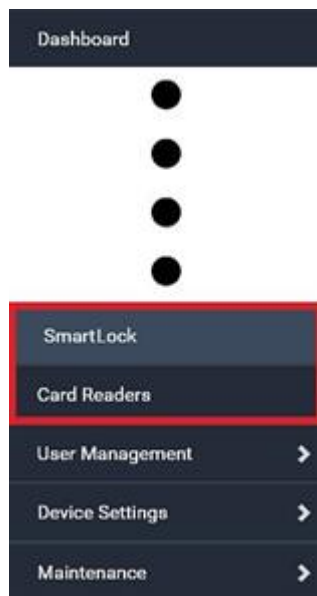 Dashboard
SmartLock
Card Readers
User Management
Device Settings
Maintenance